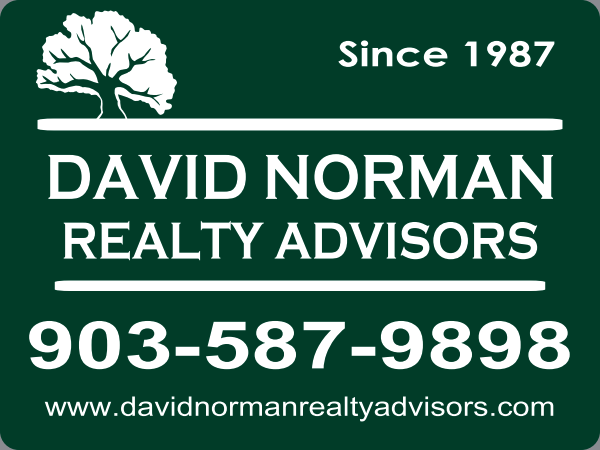 Since 1987
DAVID NORMAN
REALTY ADVISORS
903-587-9898
www.davidnormanrealtyadvisors.com